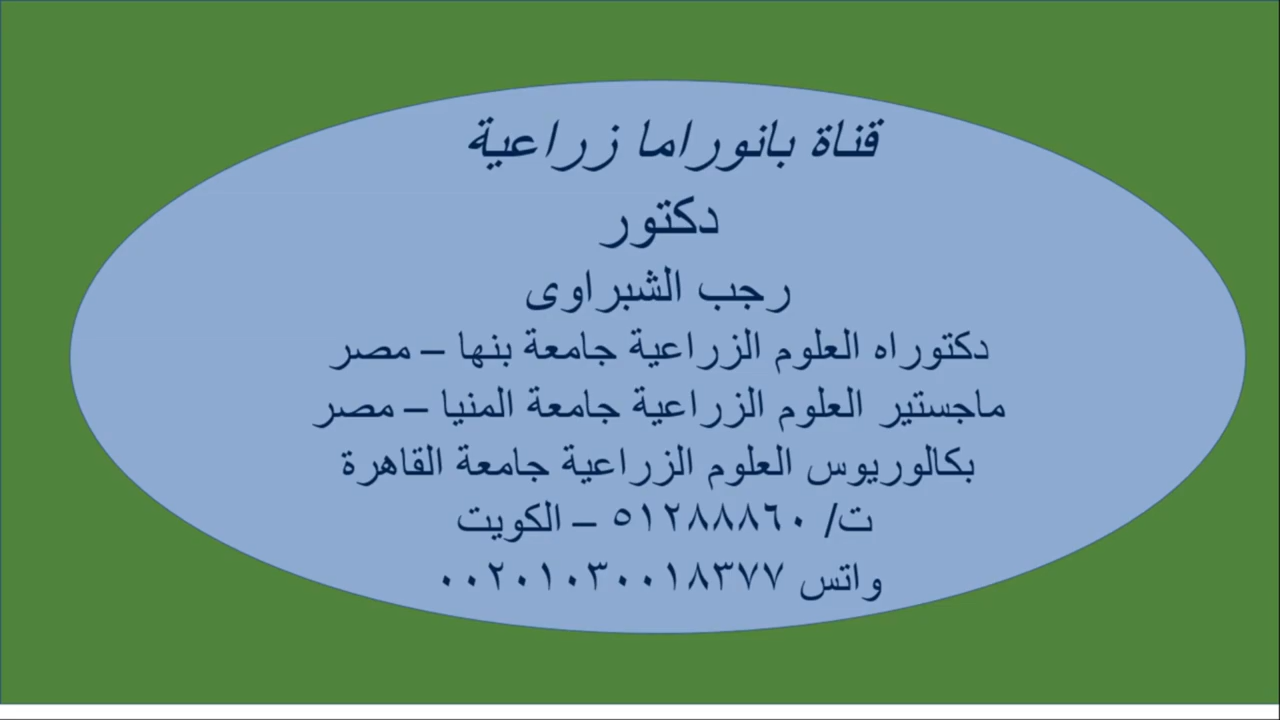 قناة بانوراما زراعية
دكتور
رجب الشبراوى
دكتوراه العلوم الزراعية جامعة بنها – مصر
ماجستير العلوم الزراعية جامعة المنيا – مصر
بكالوريوس العلوم الزراعية جامعة القاهرة
ت/ ٥١٢٨٨٨٦٠ – الكويت
واتس ٠٠٢٠١٠٣٠٠١٨٣٧٧